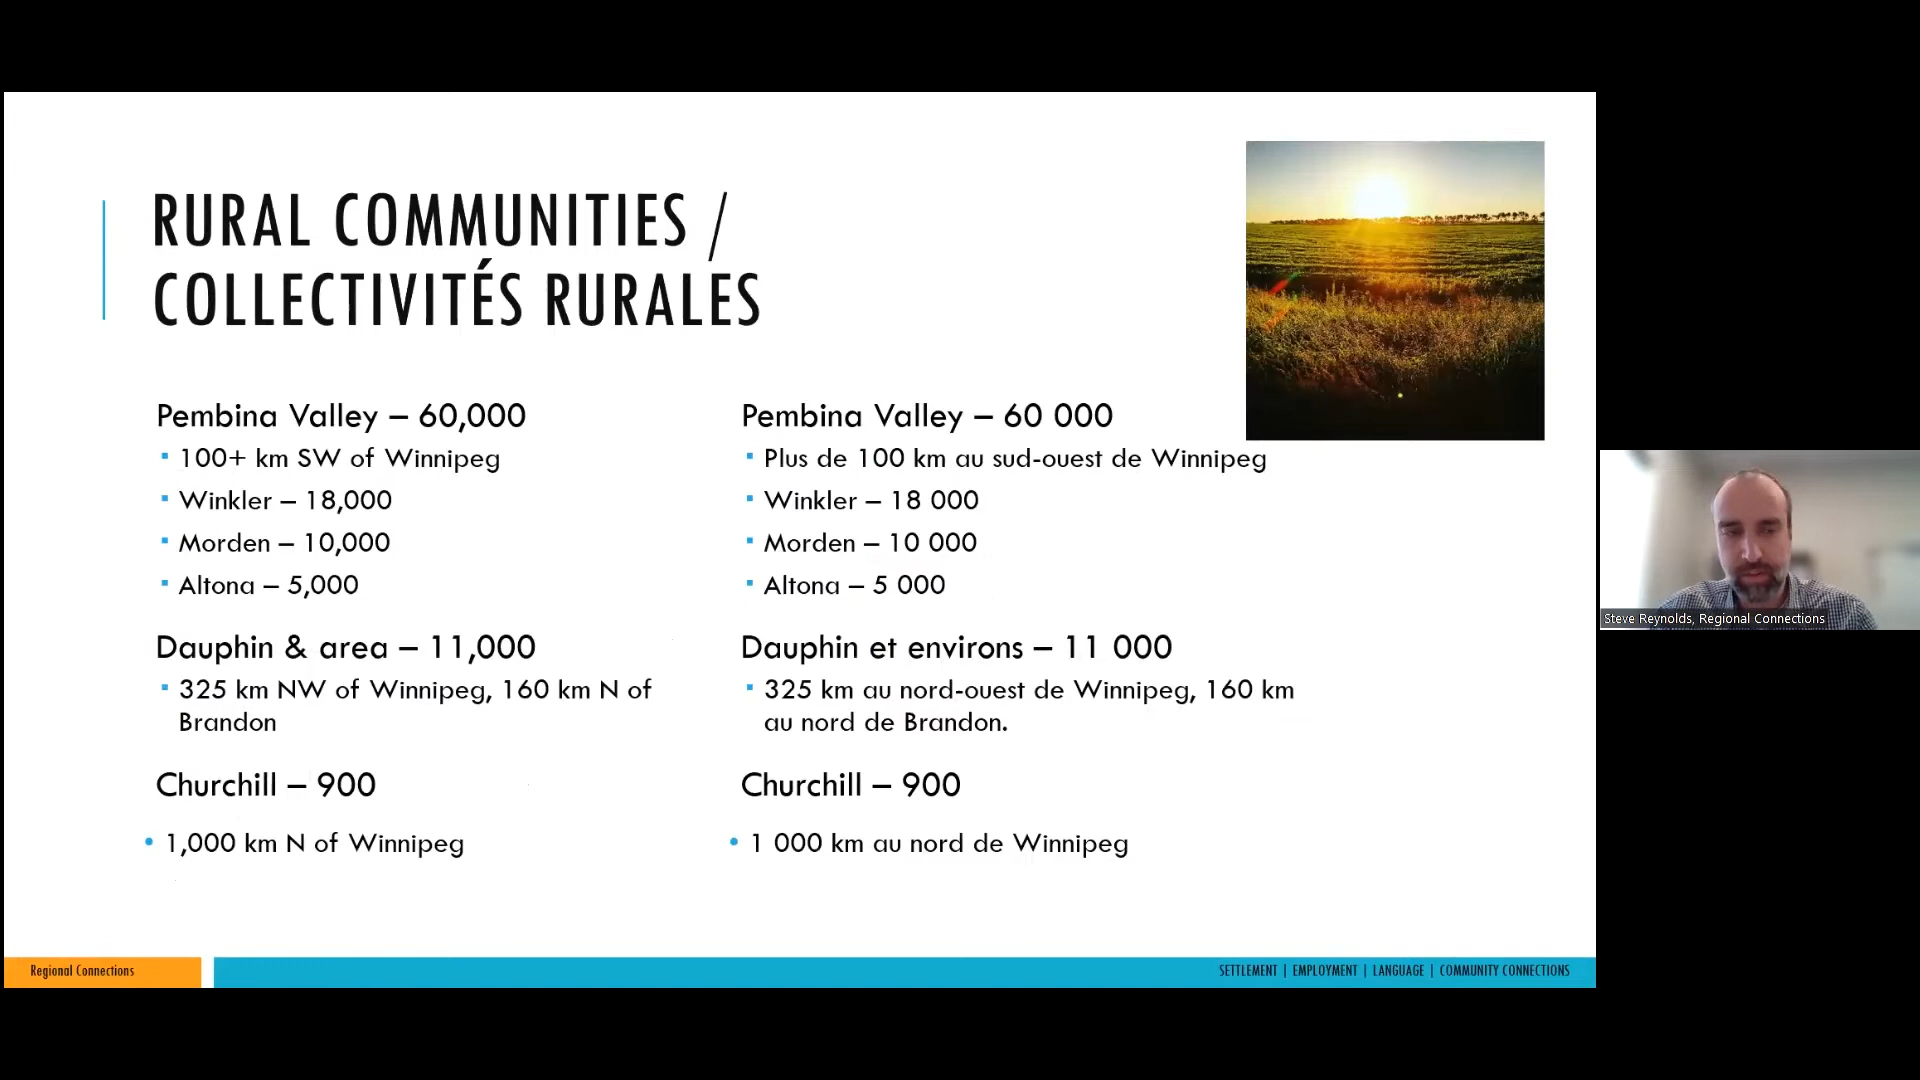 RURAL COMMUNITIES /
COLLECTIVITÉS RURALES
Pembina Valley – 60,000
▪ 100+ km SW of Winnipeg
▪ Winkler – 18,000
▪ Morden – 10,000
▪ Altona – 5,000
Dauphin & area – 11,000
▪ 325 km NW of Winnipeg, 160 km N of
Brandon
Churchill – 900
• 1,000 km N of Winnipeg
Pembina Valley – 60 000
▪ Plus de 100 km au sud-ouest de Winnipeg
▪ Winkler – 18 000
▪ Morden – 10 000
▪ Altona – 5 000
Dauphin et environs – 11 000
▪ 325 km au nord-ouest de Winnipeg, 160 km
au nord de Brandon.
Churchill – 900
• 1 000 km au nord de Winnipeg
Steve Reynolds, Regional Connections
Regional Connections
SETTLEMENT | EMPLOYMENT | LANGUAGE | COMMUNITY CONNECTIONS